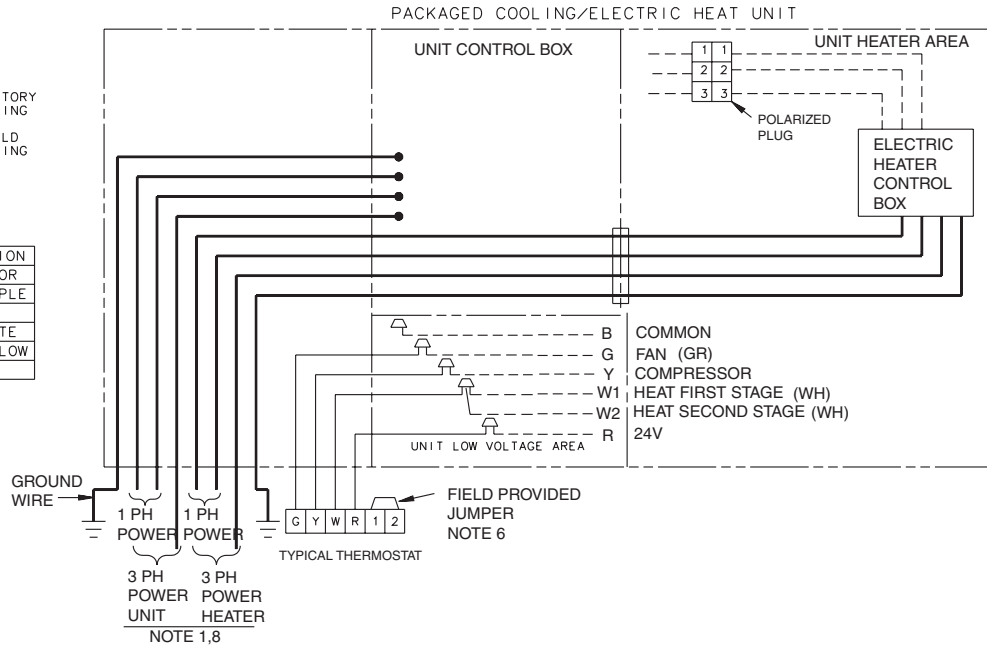 PACKAGED COOLING/ELECTRIC HEAT UNIT
UNIT CONTROL BOX
UNIT HEATER AREA
1 1
2 2
3 3
POLARIZED
PLUG
TORY
ING
LD
ING
ELECTRIC
HEATER
CONTROL
BOX
ION
OR
PLE
TE
LOW
B COMMON
G FAN (GR)
Y COMPRESSOR
W1 HEAT FIRST STAGE (WH)
W2 HEAT SECOND STAGE (WH)
R 24V
UNIT LOW VOLTAGE AREA
GROUND
WIRE
1 PH
POWER
1 PH
POWER
G Y W R 1 2
FIELD PROVIDED
JUMPER
NOTE 6
TYPICAL THERMOSTAT
3 PH
POWER
UNIT
3 PH
POWER
HEATER
NOTE 1,8